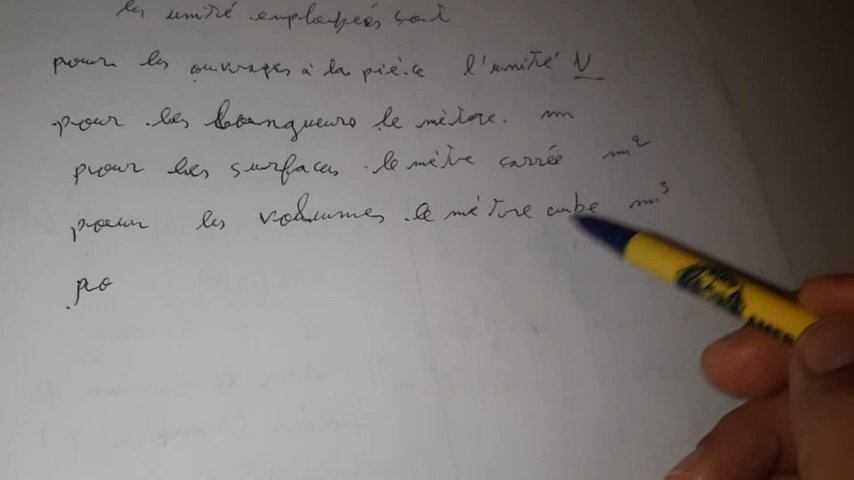 les unité employées sont
pour les ouvrages à la pièce l'unité U
pour les longueurs le mètre. m
pour les surfaces le mètre carrée m²
pour les volumes le mètre cube m³
po